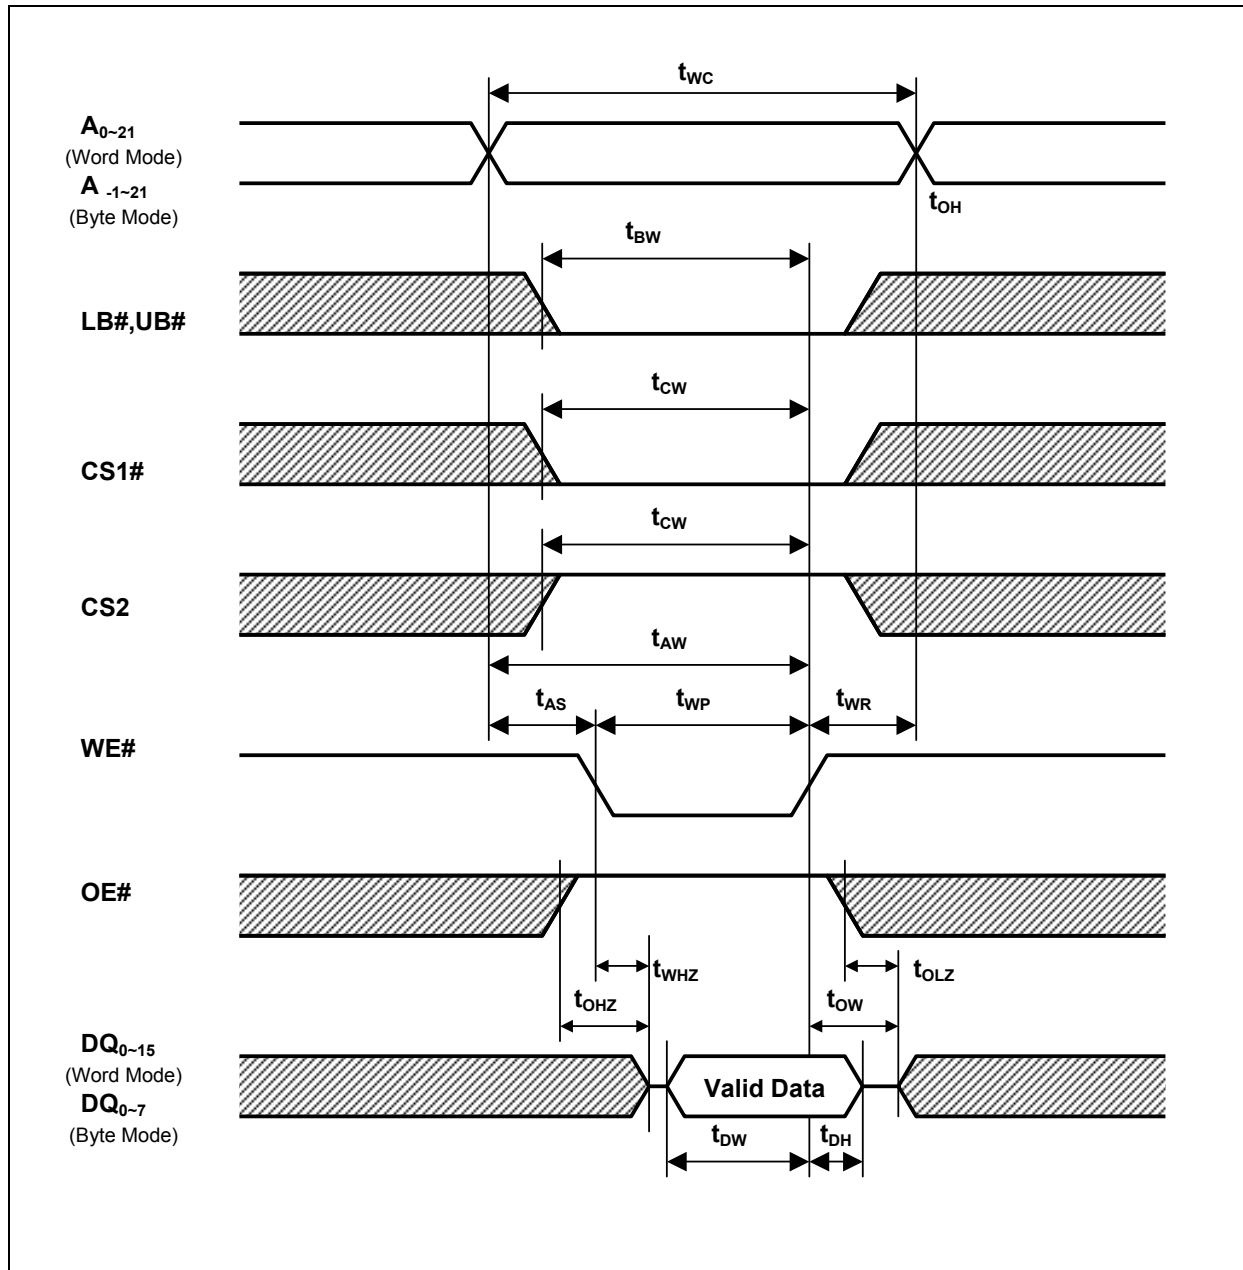 tWC
A0~21
(Word Mode)
A -1~21
(Byte Mode)
tOH
tBW
LB#,UB#
tCW
CS1#
tCW
CS2
tAW
tAS
tWP
tWR
WE#
OE#
tWHZ
tOLZ
tOHZ
tOW
DQ0~15
(Word Mode)
DQ0~7
(Byte Mode)
Valid Data
tDW
tDH